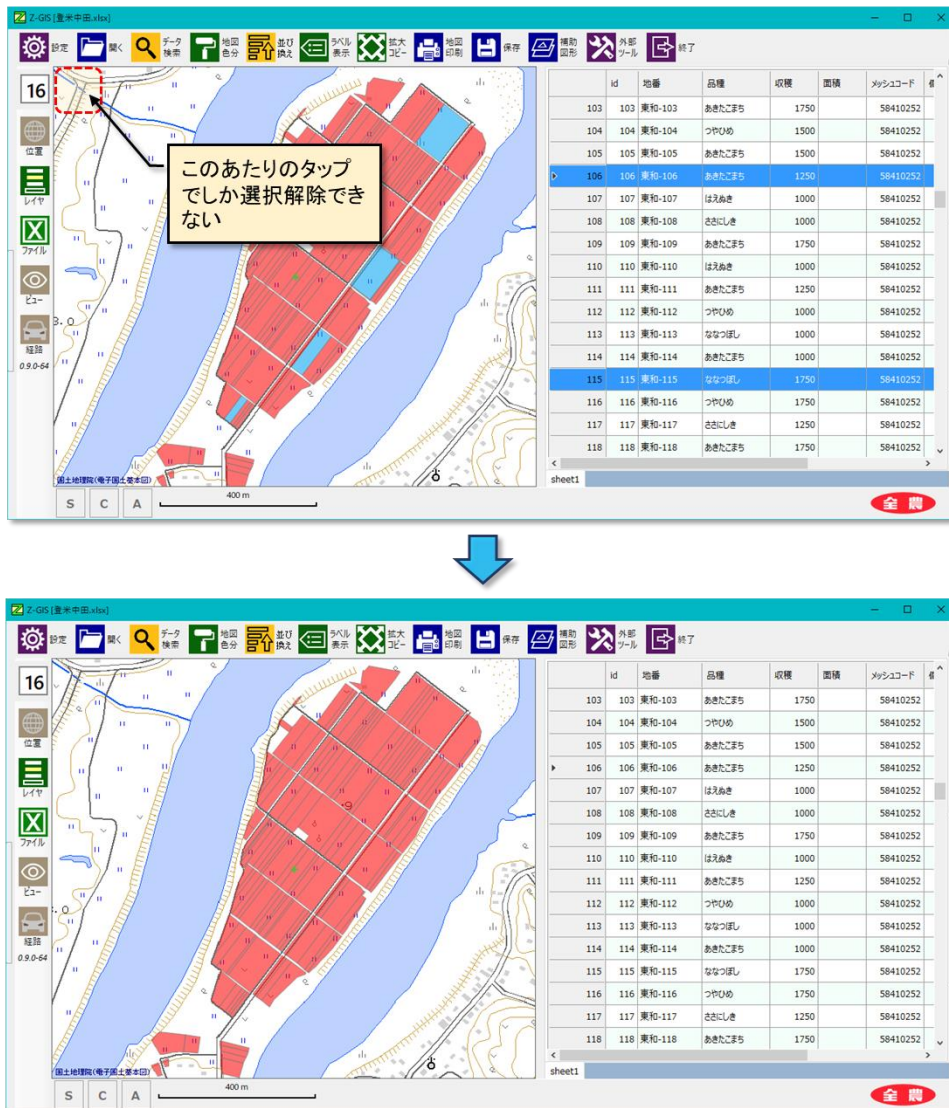 Z-GIS [登米中田.xlsx]
設定 開く データ検索 地図色分 並び換え ラベル表示 拡大コピー 地図印刷 保存 補助図形 外部ツール 終了
16
位置
レイヤ
ファイル
ビュー
経路
0.9.0-64
このあたりのタップ
でしか選択解除でき
ない
国土地理院(電子国土基本図)
400 m
S C A
id 地番 品種 収穫 面積 メッシュコード
103 103 東和-103 あきたこまち 1750 58410252
104 104 東和-104 つやひめ 1500 58410252
105 105 東和-105 あきたこまち 1500 58410252
106 106 東和-106 あきたこまち 1250 58410252
107 107 東和-107 はえぬき 1000 58410252
108 108 東和-108 ささにしき 1000 58410252
109 109 東和-109 あきたこまち 1750 58410252
110 110 東和-110 はえぬき 1000 58410252
111 111 東和-111 あきたこまち 1250 58410252
112 112 東和-112 つやひめ 1000 58410252
113 113 東和-113 ななつぼし 1000 58410252
114 114 東和-114 あきたこまち 1000 58410252
115 115 東和-115 ななつぼし 1750 58410252
116 116 東和-116 つやひめ 1750 58410252
117 117 東和-117 ささにしき 1250 58410252
118 118 東和-118 あきたこまち 1750 58410252
sheet1
全農
Z-GIS [登米中田.xlsx]
設定 開く データ検索 地図色分 並び換え ラベル表示 拡大コピー 地図印刷 保存 補助図形 外部ツール 終了
16
位置
レイヤ
ファイル
ビュー
経路
0.9.0-64
国土地理院(電子国土基本図)
400 m
S C A
id 地番 品種 収穫 面積 メッシュコード
103 103 東和-103 あきたこまち 1750 58410252
104 104 東和-104 つやひめ 1500 58410252
105 105 東和-105 あきたこまち 1500 58410252
106 106 東和-106 あきたこまち 1250 58410252
107 107 東和-107 はえぬき 1000 58410252
108 108 東和-108 ささにしき 1000 58410252
109 109 東和-109 あきたこまち 1750 58410252
110 110 東和-110 はえぬき 1000 58410252
111 111 東和-111 あきたこまち 1250 58410252
112 112 東和-112 つやひめ 1000 58410252
113 113 東和-113 ななつぼし 1000 58410252
114 114 東和-114 あきたこまち 1000 58410252
115 115 東和-115 ななつぼし 1750 58410252
116 116 東和-116 つやひめ 1750 58410252
117 117 東和-117 ささにしき 1250 58410252
118 118 東和-118 あきたこまち 1750 58410252
sheet1
全農